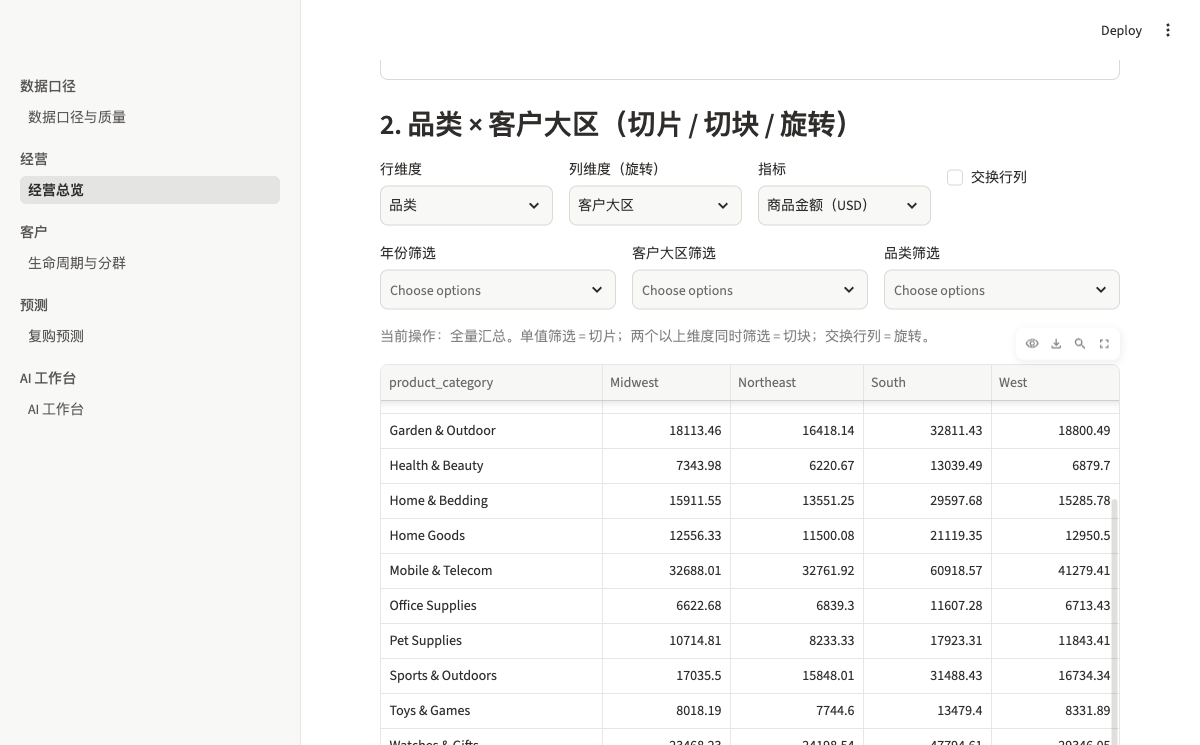 Deploy
数据口径
数据口径与质量
经营
经营总览
客户
生命周期与分群
预测
复购预测
AI 工作台
AI 工作台
2. 品类 × 客户大区（切片 / 切块 / 旋转）
行维度 列维度（旋转） 指标
品类 客户大区 商品金额（USD） 交换行列
年份筛选 客户大区筛选 品类筛选
Choose options Choose options Choose options
当前操作：全量汇总。单值筛选 = 切片；两个以上维度同时筛选 = 切块；交换行列 = 旋转。
product_category Midwest Northeast South West
Garden & Outdoor 18113.46 16418.14 32811.43 18800.49
Health & Beauty 7343.98 6220.67 13039.49 6879.7
Home & Bedding 15911.55 13551.25 29597.68 15285.78
Home Goods 12556.33 11500.08 21119.35 12950.5
Mobile & Telecom 32688.01 32761.92 60918.57 41279.41
Office Supplies 6622.68 6839.3 11607.28 6713.43
Pet Supplies 10714.81 8233.33 17923.31 11843.41
Sports & Outdoors 17035.5 15848.01 31488.43 16734.34
Toys & Games 8018.19 7744.6 13479.4 8331.89
Watches & Gifts